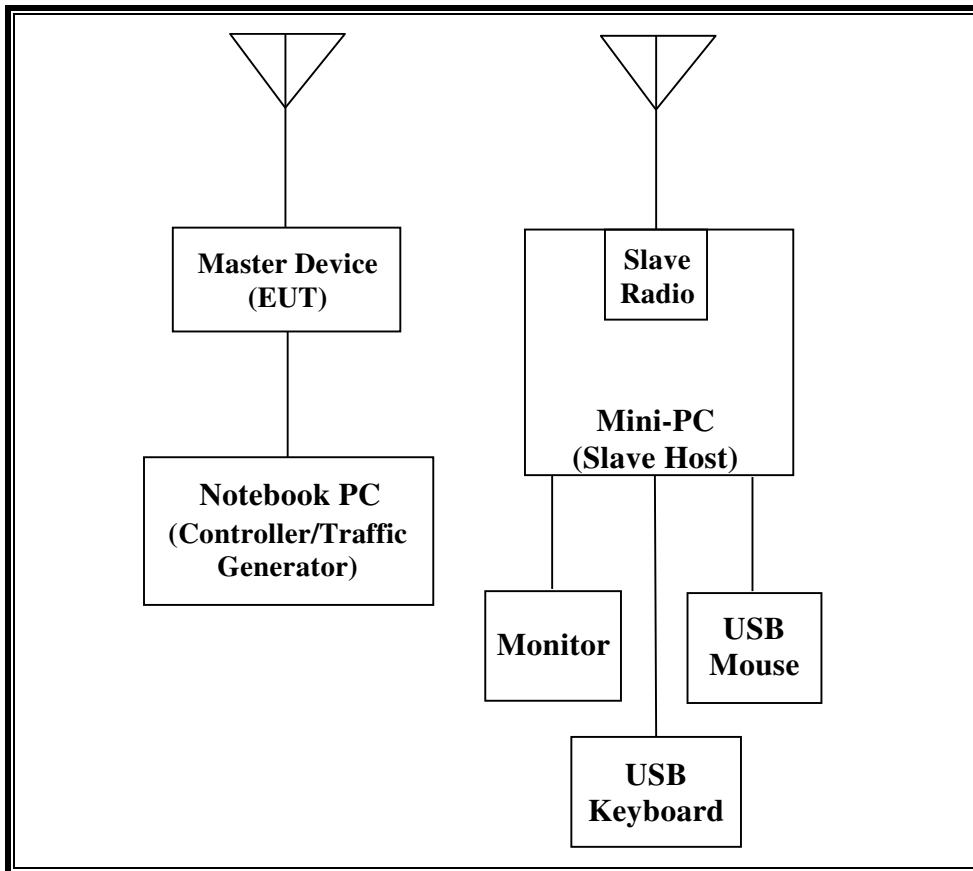 Master Device
(EUT)
Notebook PC
(Controller/Traffic
Generator)
Slave
Radio
Mini-PC
(Slave Host)
Monitor
USB
Mouse
USB
Keyboard